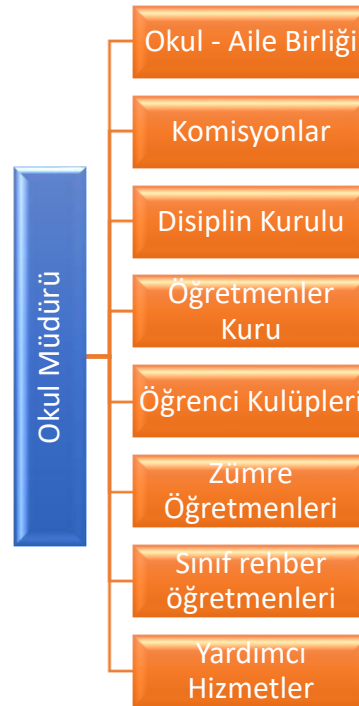 Okul Müdürü
Okul - Aile Birliği
Komisyonlar
Disiplin Kurulu
Öğretmenler
Kuru
Öğrenci Kulüpleri
Zümre
Öğretmenleri
Sınıf rehber
öğretmenleri
Yardımcı
Hizmetler